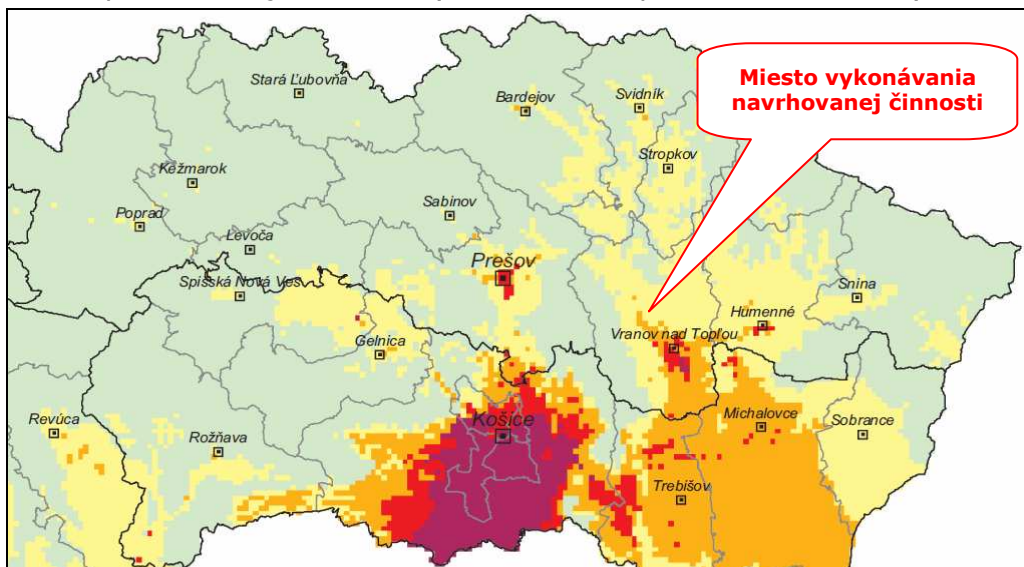 Miesto vykonávania
navrhovanej činnosti
Stará Ľubovňa
Bardejov
Svidník
Stropkov
Kežmarok
Poprad
Sabinov
Levoča
Prešov
Spišská Nová Ves
Snina
Humenné
Vranov nad Topľou
Gelnica
Revúca
Rožňava
Košice
Michalovce
Sobrance
Trebišov